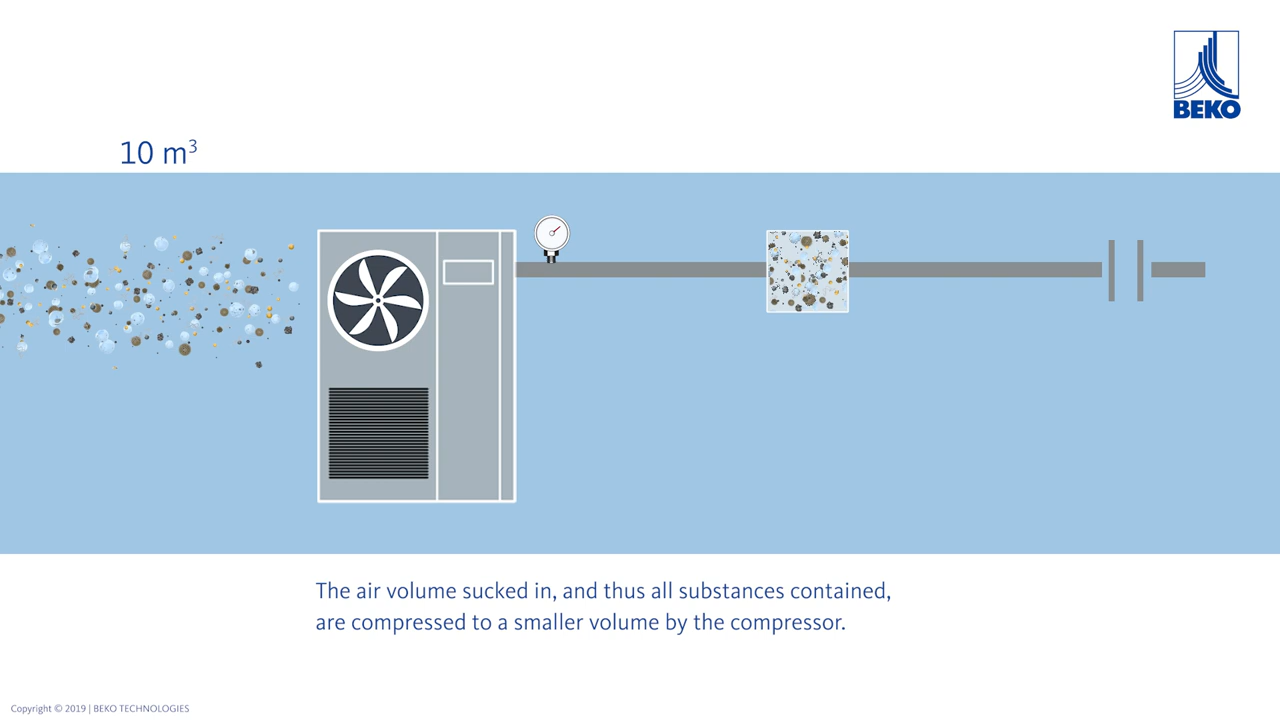 BEKO
10 m³
The air volume sucked in, and thus all substances contained,
are compressed to a smaller volume by the compressor.
Copyright © 2019 | BEKO TECHNOLOGIES